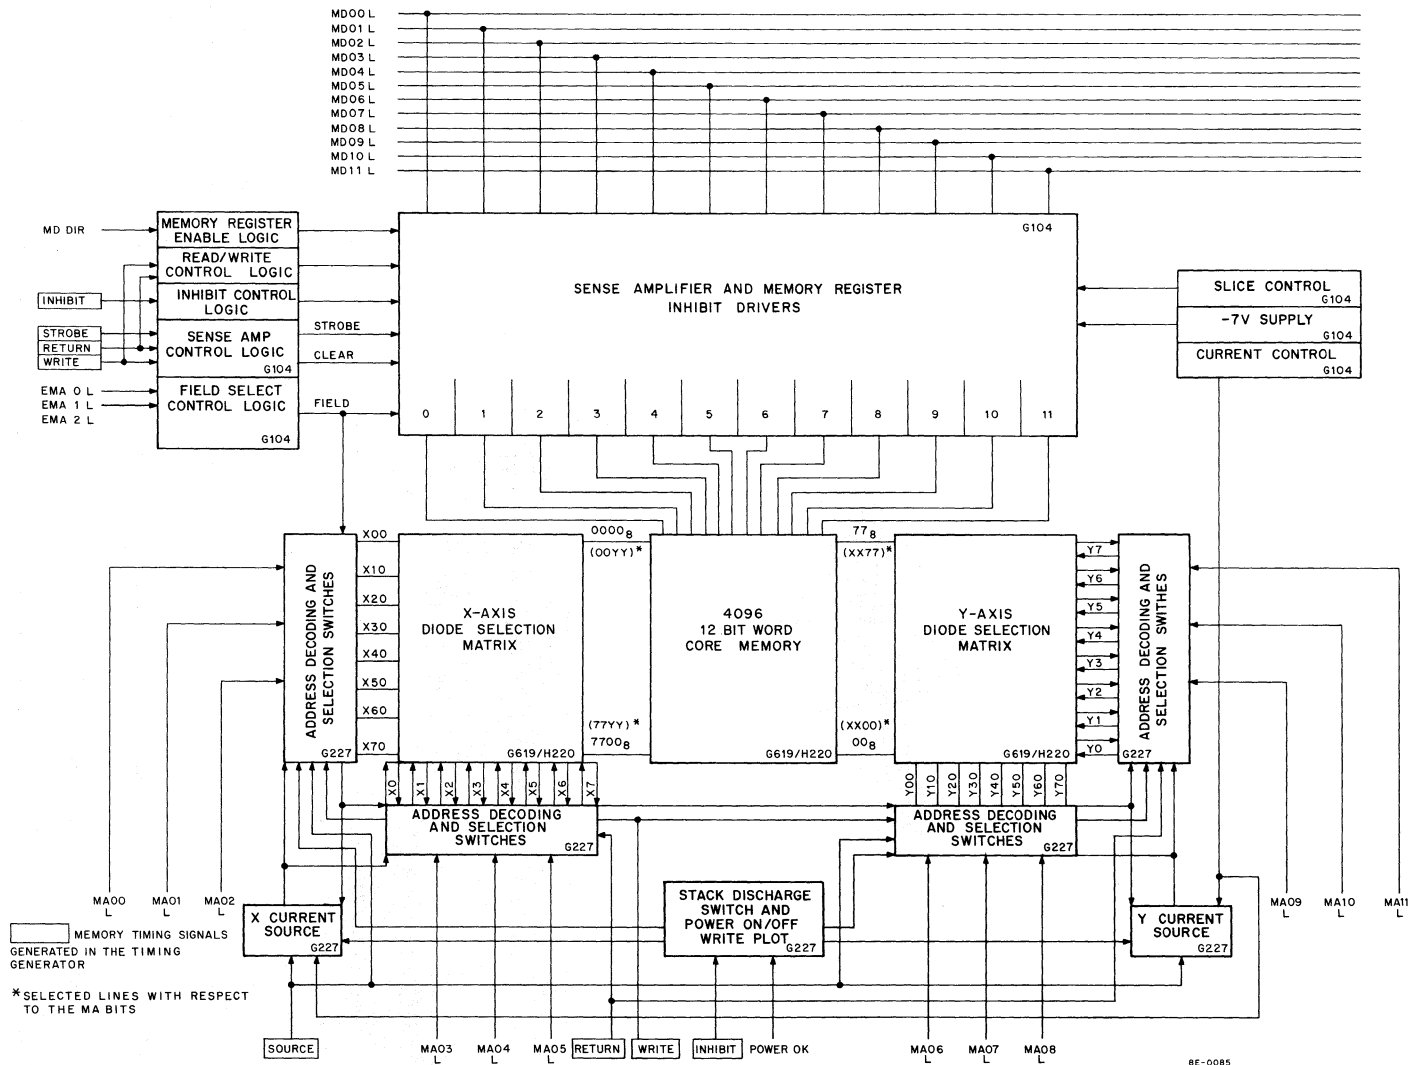 MD00 L
MD01 L
MD02 L
MD03 L
MD04 L
MD05 L
MD06 L
MD07 L
MD08 L
MD09 L
MD10 L
MD11 L
MD DIR
MEMORY REGISTER
ENABLE LOGIC
READ/WRITE
CONTROL LOGIC
INHIBIT
INHIBIT CONTROL
LOGIC
STROBE
RETURN
WRITE
SENSE AMP
CONTROL LOGIC
G104
STROBE
CLEAR
EMA 0 L
EMA 1 L
EMA 2 L
FIELD SELECT
CONTROL LOGIC
G104
FIELD
G104
SENSE AMPLIFIER AND MEMORY REGISTER
INHIBIT DRIVERS
0 1 2 3 4 5 6 7 8 9 10 11
SLICE CONTROL
G104
-7V SUPPLY
G104
CURRENT CONTROL
G104
ADDRESS DECODING AND
SELECTION SWITCHES
G227
X00
X10
X20
X30
X40
X50
X60
X70
X-AXIS
DIODE SELECTION
MATRIX
G619/H220
0000₈
(00YY)*
(77YY)*
7700₈
4096
12 BIT WORD
CORE MEMORY
G619/H220
77₈
(XX77)*
(XX00)*
00₈
Y-AXIS
DIODE SELECTION
MATRIX
G619/H220
Y7
Y6
Y5
Y4
Y3
Y2
Y1
Y0
ADDRESS DECODING AND
SELECTION SWITHES
G227
X0 X1 X2 X3 X4 X5 X6 X7
ADDRESS DECODING
AND SELECTION
SWITCHES
G227
Y00 Y10 Y20 Y30 Y40 Y50 Y60 Y70
ADDRESS DECODING
AND SELECTION
SWITCHES
G227
MA00 L
MA01 L
MA02 L
X CURRENT
SOURCE
G227
STACK DISCHARGE
SWITCH AND
POWER ON/OFF
WRITE PLOT
G227
Y CURRENT
SOURCE
G227
MA09 L
MA10 L
MA11 L
MEMORY TIMING SIGNALS
GENERATED IN THE TIMING
GENERATOR
*SELECTED LINES WITH RESPECT
TO THE MA BITS
SOURCE
MA03 L
MA04 L
MA05 L
RETURN
WRITE
INHIBIT
POWER OK
MA06 L
MA07 L
MA08 L
8E-0085